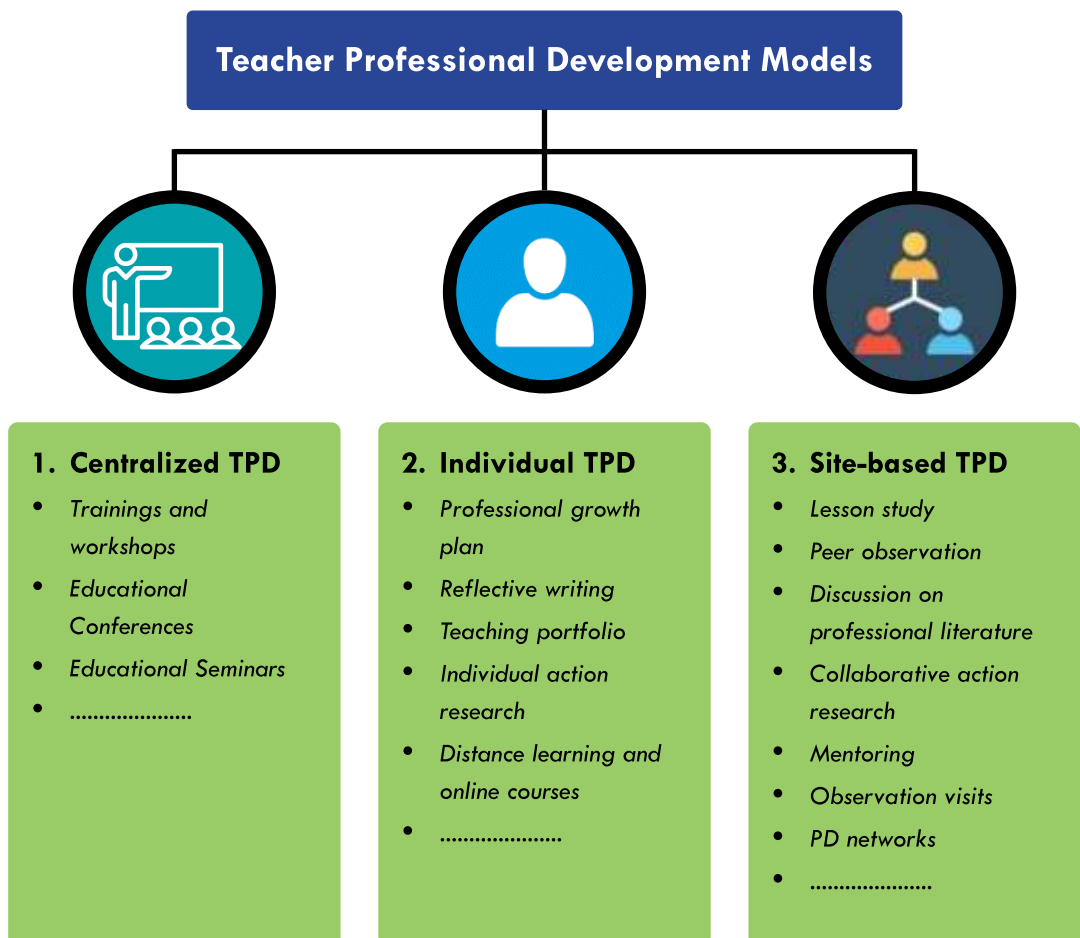 Teacher Professional Development Models
1. Centralized TPD
• Trainings and
workshops
• Educational
Conferences
• Educational Seminars
• .....................
2. Individual TPD
• Professional growth
plan
• Reflective writing
• Teaching portfolio
• Individual action
research
• Distance learning and
online courses
• .....................
3. Site-based TPD
• Lesson study
• Peer observation
• Discussion on
professional literature
• Collaborative action
research
• Mentoring
• Observation visits
• PD networks
• .....................